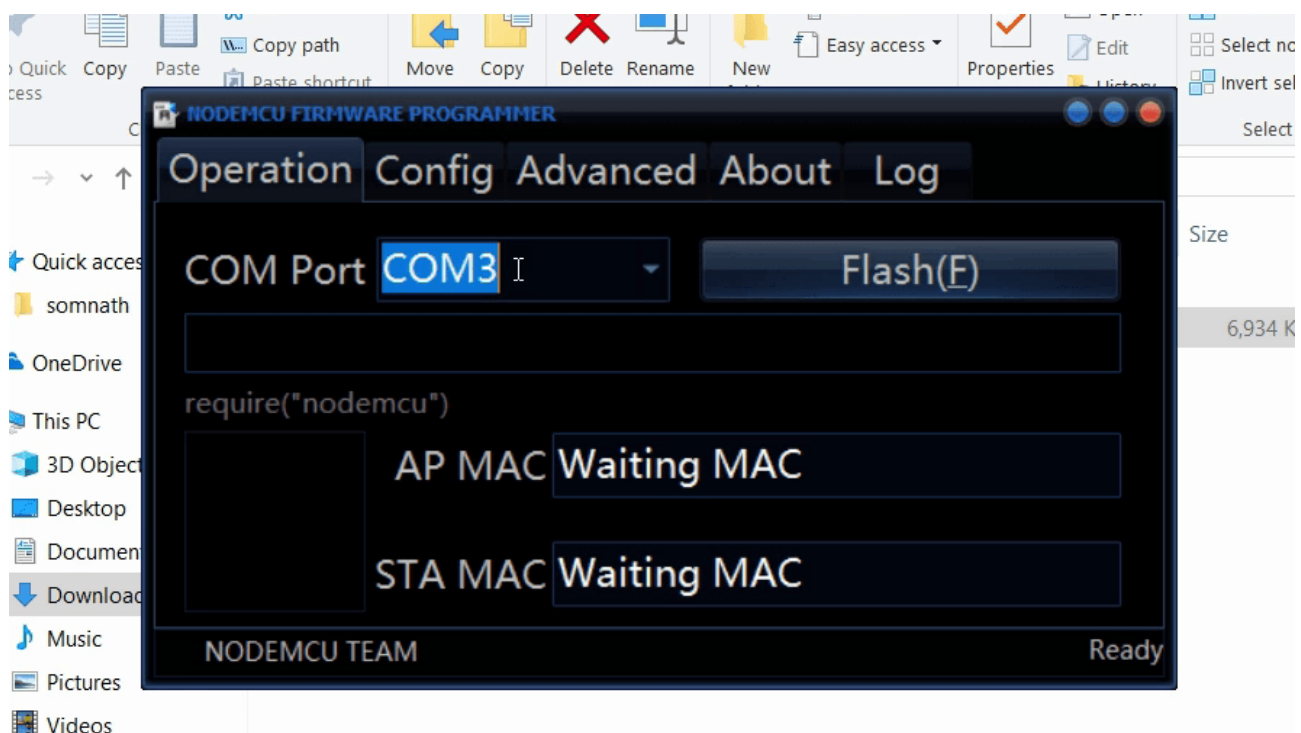 Copy path
Easy access
Edit
Select no
Quick
Copy
Paste
Paste shortcut
Move
Copy
Delete
Rename
New
Properties
History
Invert sel
cess
Select
NODEMCU FIRMWARE PROGRAMMER
Operation
Config
Advanced
About
Log
COM Port
COM3
Flash(F)
Size
Quick acces
somnath
6,934 K
OneDrive
require("nodemcu")
This PC
AP MAC
Waiting MAC
3D Object
Desktop
Documen
STA MAC
Waiting MAC
Download
Music
NODEMCU TEAM
Ready
Pictures
Videos